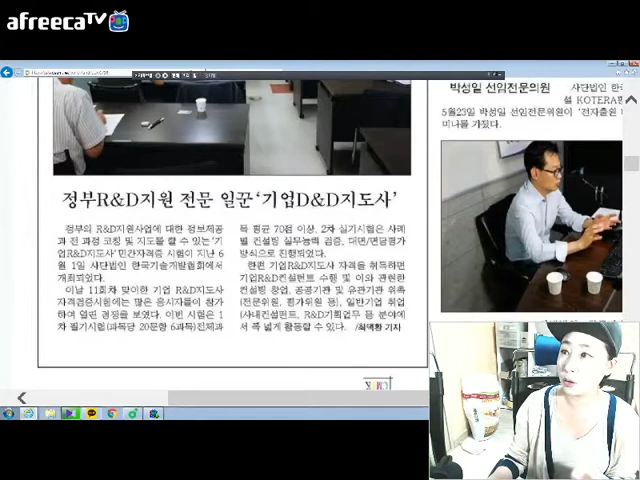 afreecaTV
박성일 선임전문의원
사단법인 한국
협 KOTERA편
5월23일 박성일 선임전문위원이 '전자출원
미나를 가졌다.
정부R&D지원 전문 일꾼 '기업D&D지도사'
정부의 R&D지원사업에 대한 정보제공
과 전 과정 코칭 및 지도를 할 수 있는 '기
업R&D지도사' 민간자격증 시험이 지난 6
월 1일 사단법인 한국기술개발협회에서
개최되었다.
이날 11회차 맞이한 기업 R&D지도사
자격검증시험에는 많은 응시자들이 참가
하여 열띤 경쟁을 보였다. 이번 시험은 1
차 필기시험(과목당 20문항 6과목)전체과
목 평균 70점 이상, 2차 실기시험은 사례
별 컨설팅 실무능력 검증, 대면/면담평가
방식으로 진행되었다.
한편 기업R&D지도사 자격을 취득하면
기업R&D컨설턴트 수행 및 이와 관련한
컨설팅 창업, 공공기관 및 유관기관 위촉
(전문위원, 평가위원 등), 일반기업 취업
(사내컨설턴트, R&D기획업무 등 분야에
서 폭 넓게 활동할 수 있다.
기자